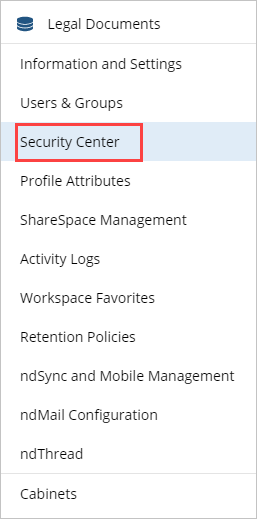 Legal Documents
Information and Settings
Users & Groups
Security Center
Profile Attributes
ShareSpace Management
Activity Logs
Workspace Favorites
Retention Policies
ndSync and Mobile Management
ndMail Configuration
ndThread
Cabinets